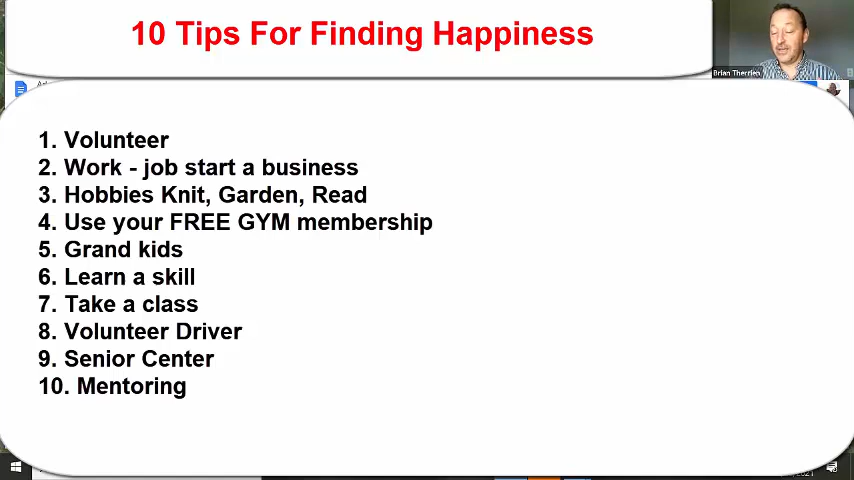 10 Tips For Finding Happiness
Brian Therrien
1. Volunteer
2. Work - job start a business
3. Hobbies Knit, Garden, Read
4. Use your FREE GYM membership
5. Grand kids
6. Learn a skill
7. Take a class
8. Volunteer Driver
9. Senior Center
10. Mentoring